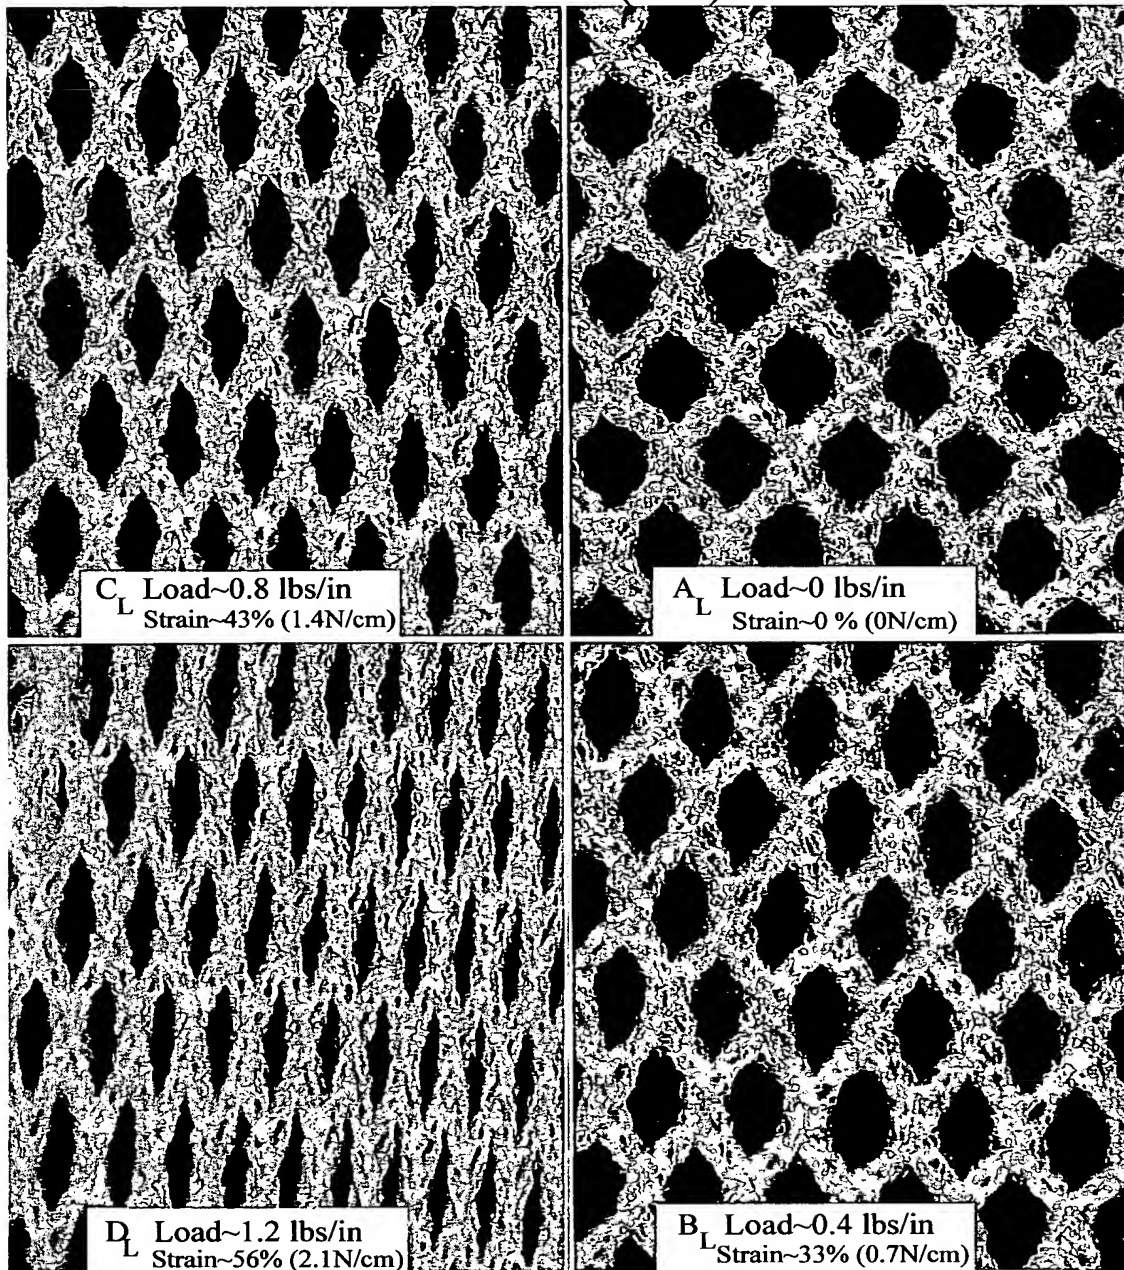 C_L Load~0.8 lbs/in
Strain~43% (1.4N/cm)
A_L Load~0 lbs/in
Strain~0 % (0N/cm)
D_L Load~1.2 lbs/in
Strain~56% (2.1N/cm)
B_L Load~0.4 lbs/in
Strain~33% (0.7N/cm)